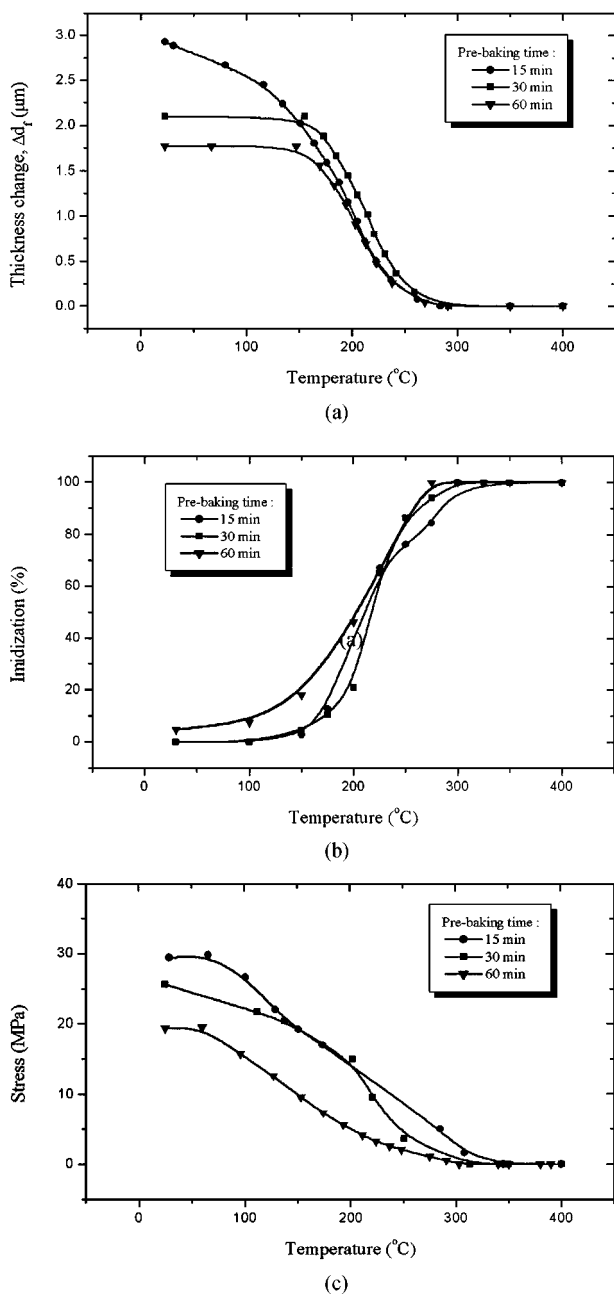 3.0
2.5
2.0
1.5
1.0
0.5
0.0
Thickness change, Δd_f (μm)
Pre-baking time :
15 min
30 min
60 min
0 100 200 300 400
Temperature (°C)
(a)
100
80
60
40
20
0
Imidization (%)
Pre-baking time :
15 min
30 min
60 min
(a)
0 100 200 300 400
Temperature (°C)
(b)
40
30
20
10
0
Stress (MPa)
Pre-baking time :
15 min
30 min
60 min
0 100 200 300 400
Temperature (°C)
(c)